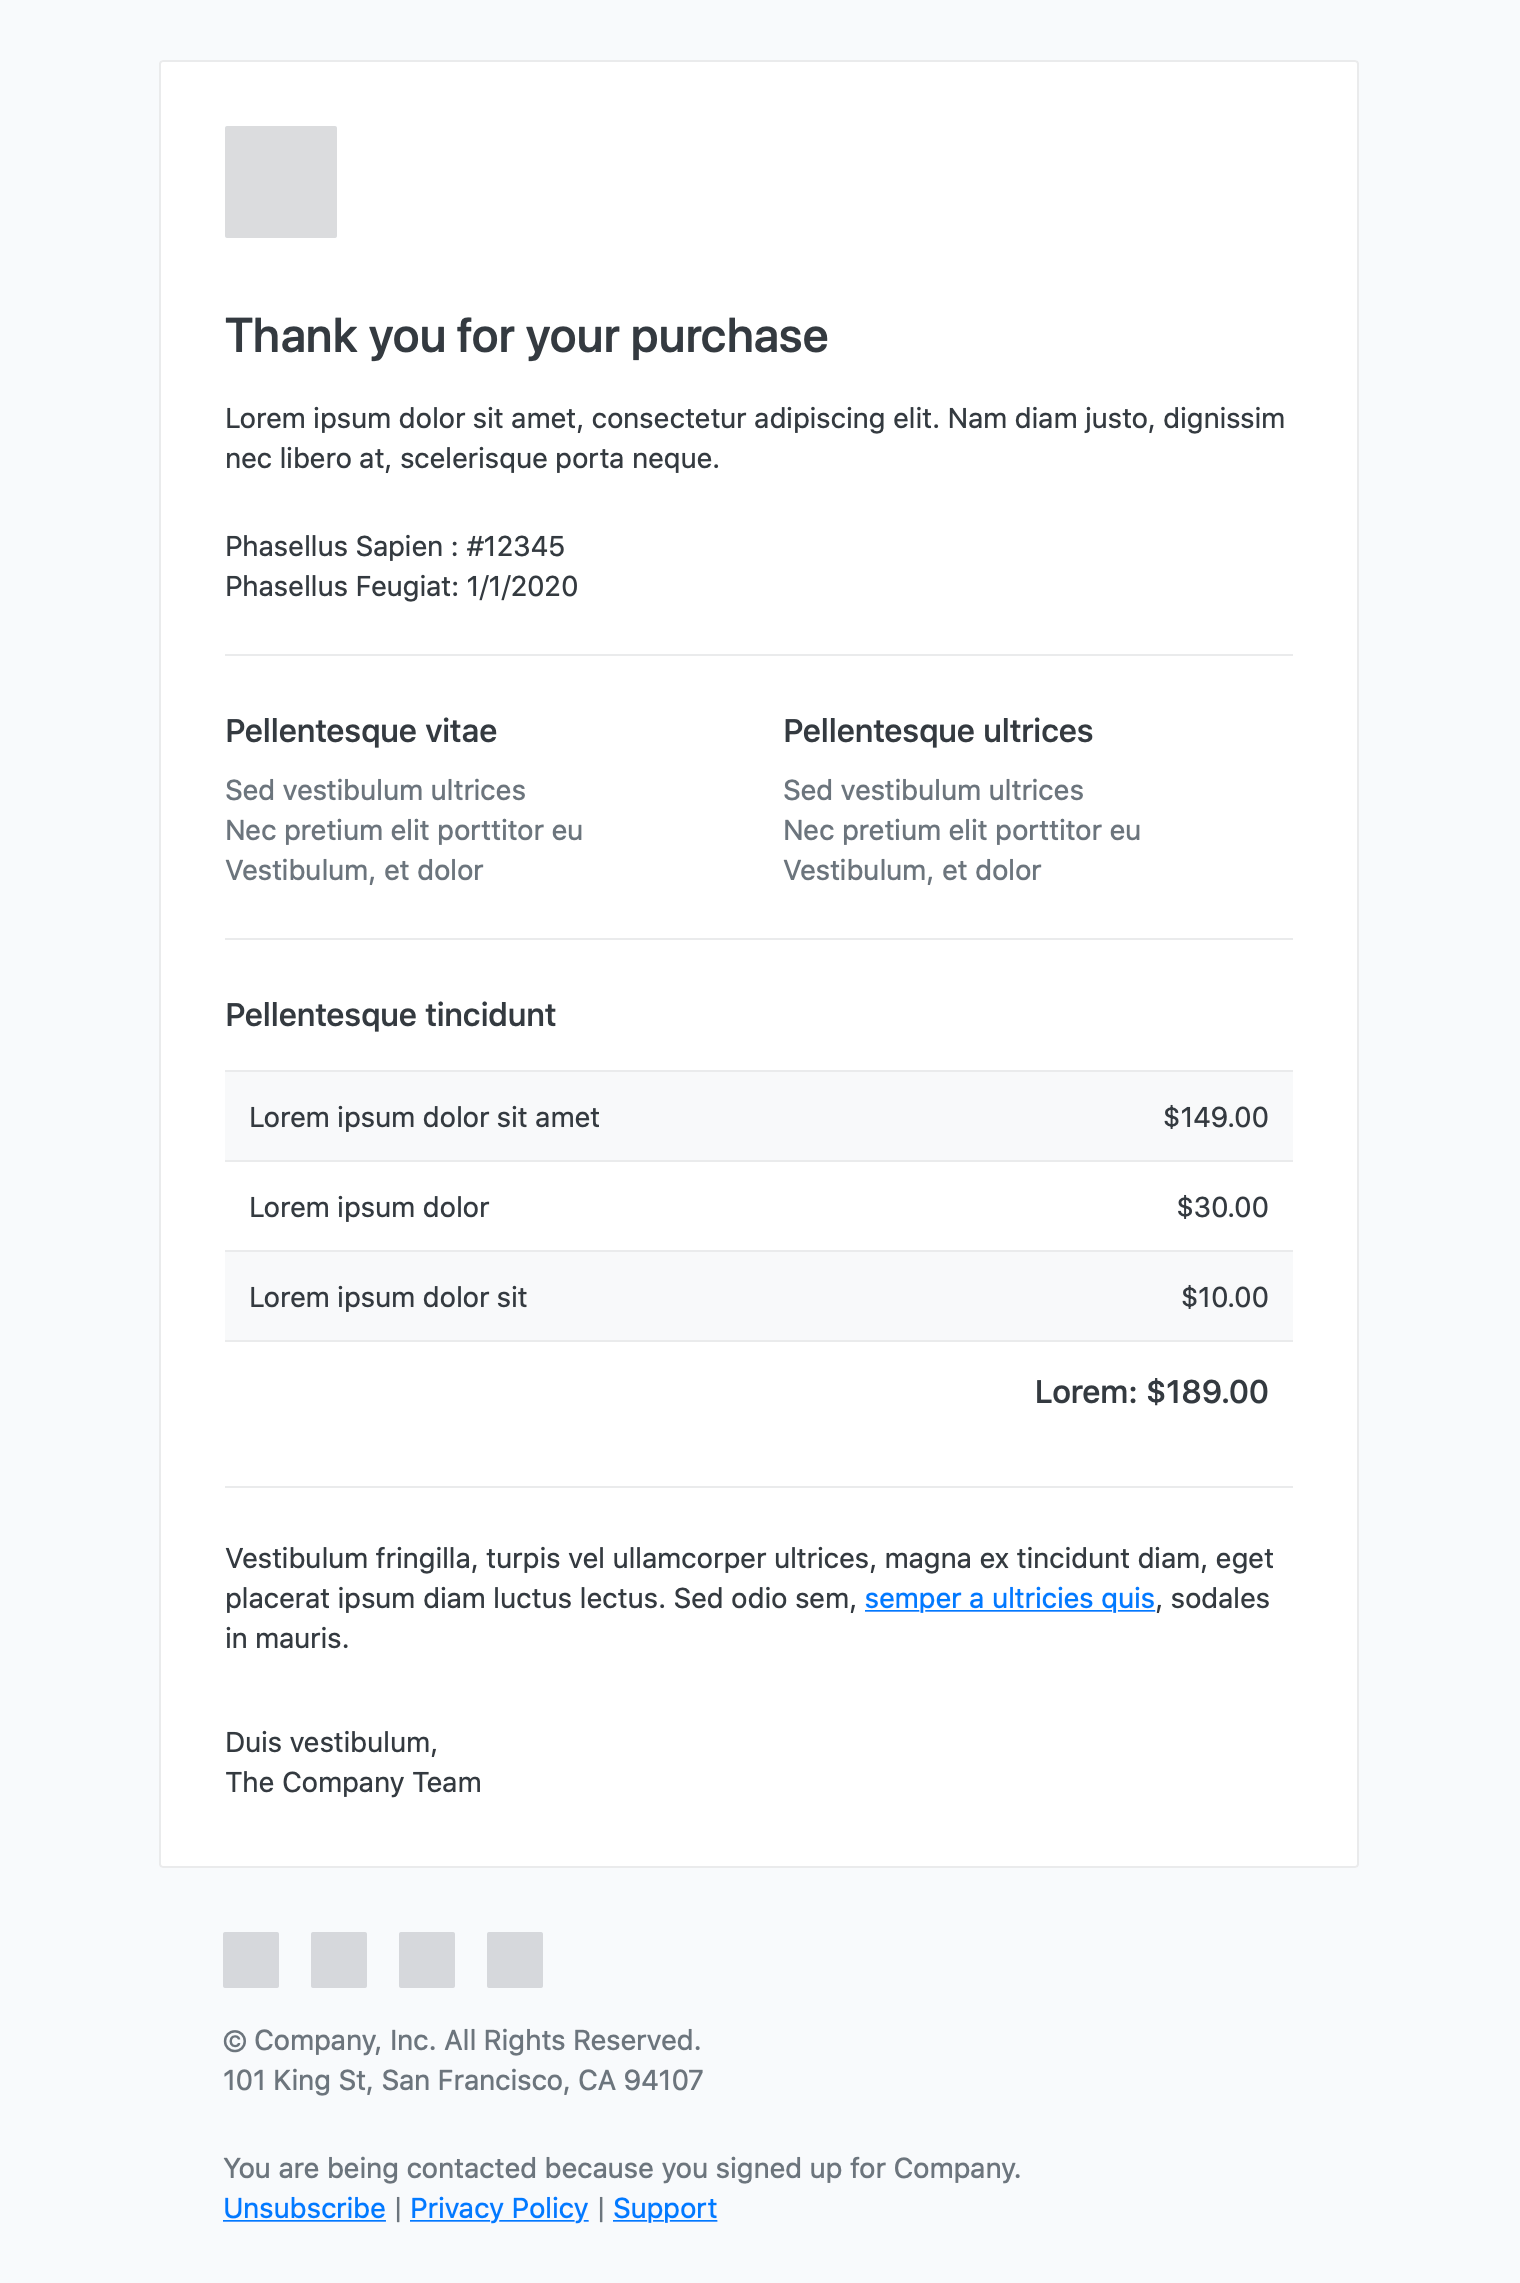 Thank you for your purchase
Lorem ipsum dolor sit amet, consectetur adipiscing elit. Nam diam justo, dignissim
nec libero at, scelerisque porta neque.
Phasellus Sapien : #12345
Phasellus Feugiat: 1/1/2020
Pellentesque vitae
Sed vestibulum ultrices
Nec pretium elit porttitor eu
Vestibulum, et dolor
Pellentesque ultrices
Sed vestibulum ultrices
Nec pretium elit porttitor eu
Vestibulum, et dolor
Pellentesque tincidunt
Lorem ipsum dolor sit amet $149.00
Lorem ipsum dolor $30.00
Lorem ipsum dolor sit $10.00
Lorem: $189.00
Vestibulum fringilla, turpis vel ullamcorper ultrices, magna ex tincidunt diam, eget
placerat ipsum diam luctus lectus. Sed odio sem, semper a ultricies quis, sodales
in mauris.
Duis vestibulum,
The Company Team
© Company, Inc. All Rights Reserved.
101 King St, San Francisco, CA 94107
You are being contacted because you signed up for Company.
Unsubscribe | Privacy Policy | Support